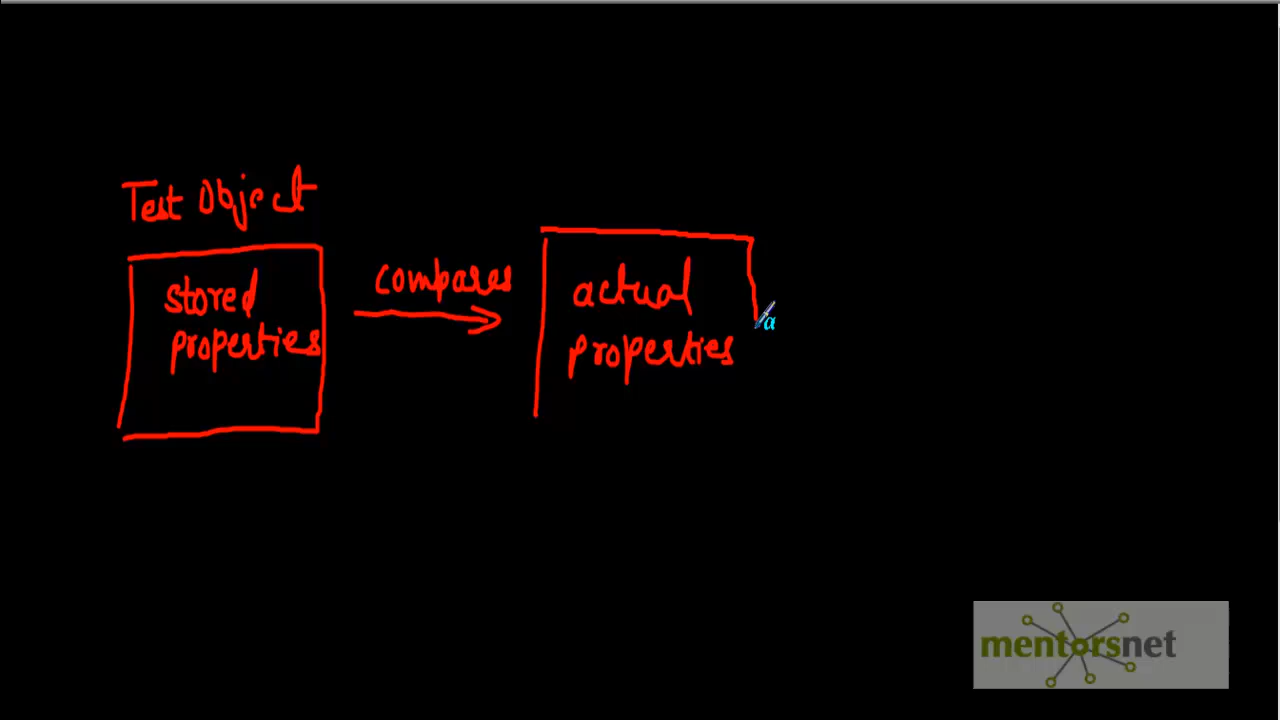 Test Object
stored
properties
compares
actual
properties
a
mentorsnet